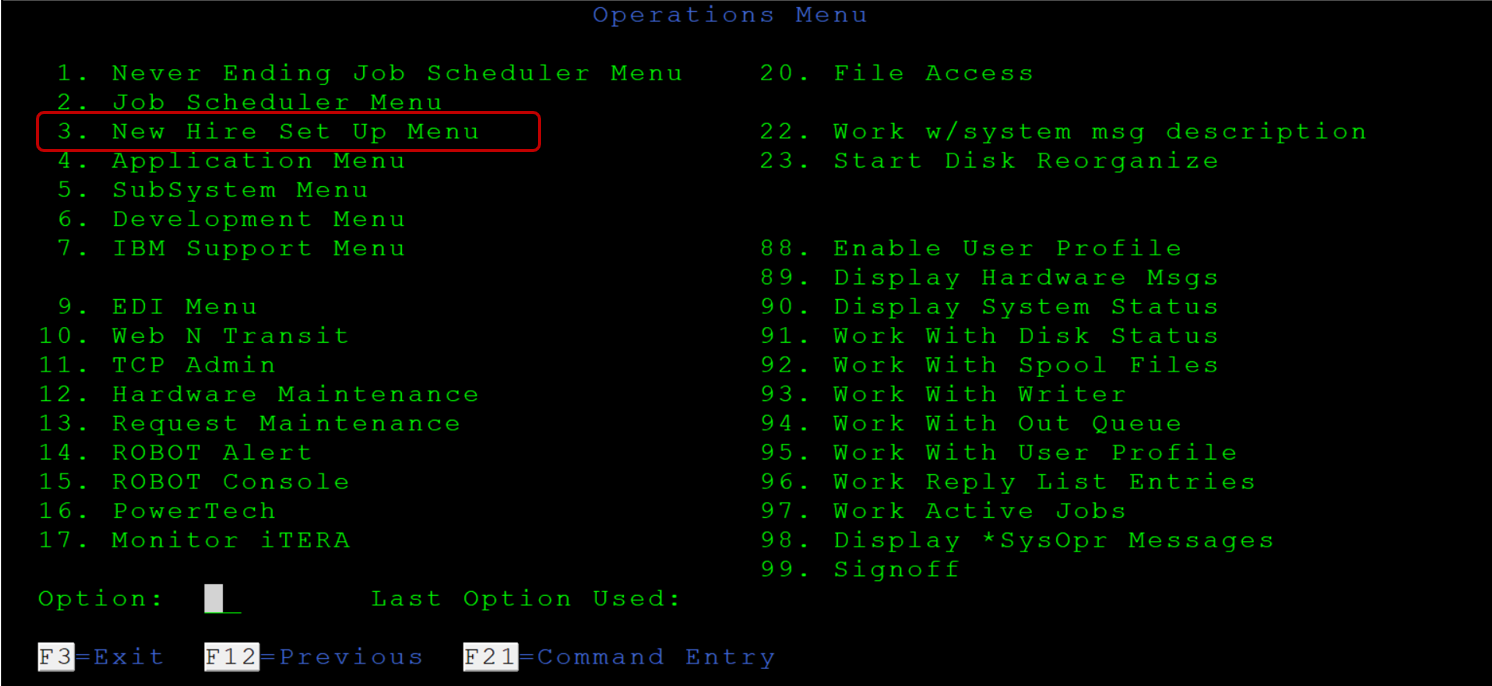 Operations Menu
1. Never Ending Job Scheduler Menu 20. File Access
2. Job Scheduler Menu
3. New Hire Set Up Menu 22. Work w/system msg description
4. Application Menu 23. Start Disk Reorganize
5. SubSystem Menu
6. Development Menu
7. IBM Support Menu 88. Enable User Profile
89. Display Hardware Msgs
9. EDI Menu 90. Display System Status
10. Web N Transit 91. Work With Disk Status
11. TCP Admin 92. Work With Spool Files
12. Hardware Maintenance 93. Work With Writer
13. Request Maintenance 94. Work With Out Queue
14. ROBOT Alert 95. Work With User Profile
15. ROBOT Console 96. Work Reply List Entries
16. PowerTech 97. Work Active Jobs
17. Monitor iTERA 98. Display *SysOpr Messages
99. Signoff
Option: Last Option Used:
F3=Exit F12=Previous F21=Command Entry